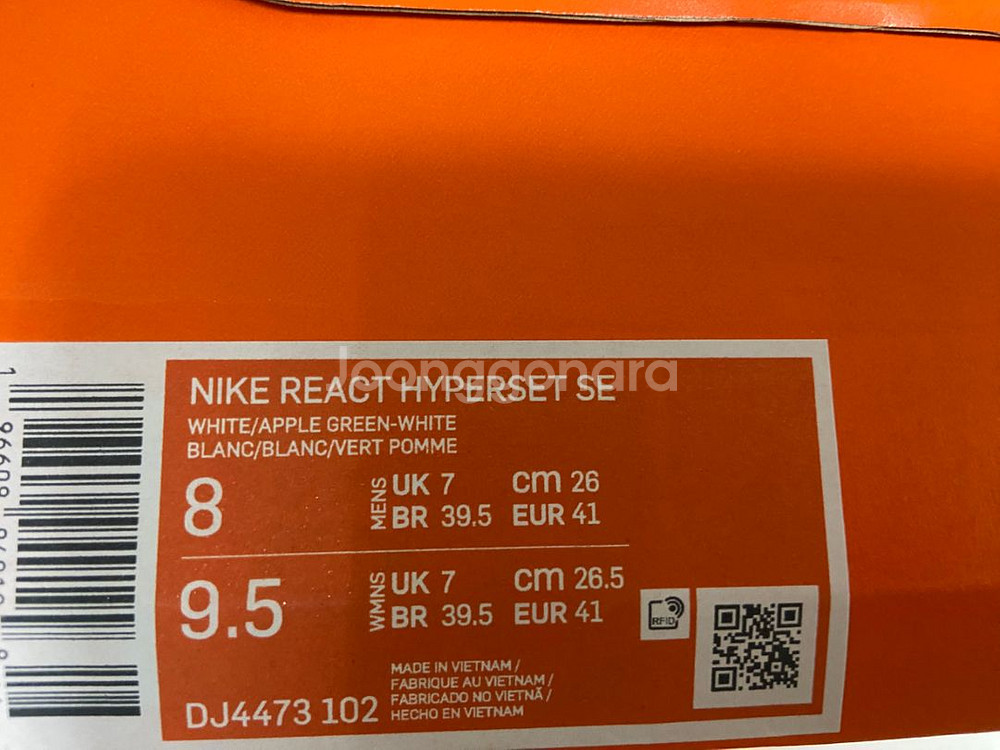 Joonggonara
NIKE REACT HYPERSET SE
WHITE/APPLE GREEN-WHITE
BLANC/BLANC/VERT POMME
8 MENS UK 7 cm 26
BR 39.5 EUR 41
9.5 WMNS UK 7 cm 26.5
BR 39.5 EUR 41
RFID
MADE IN VIETNAM /
FABRIQUE AU VIETNAM /
FABRICADO NO VIETNÃ /
HECHO EN VIETNAM
DJ4473 102